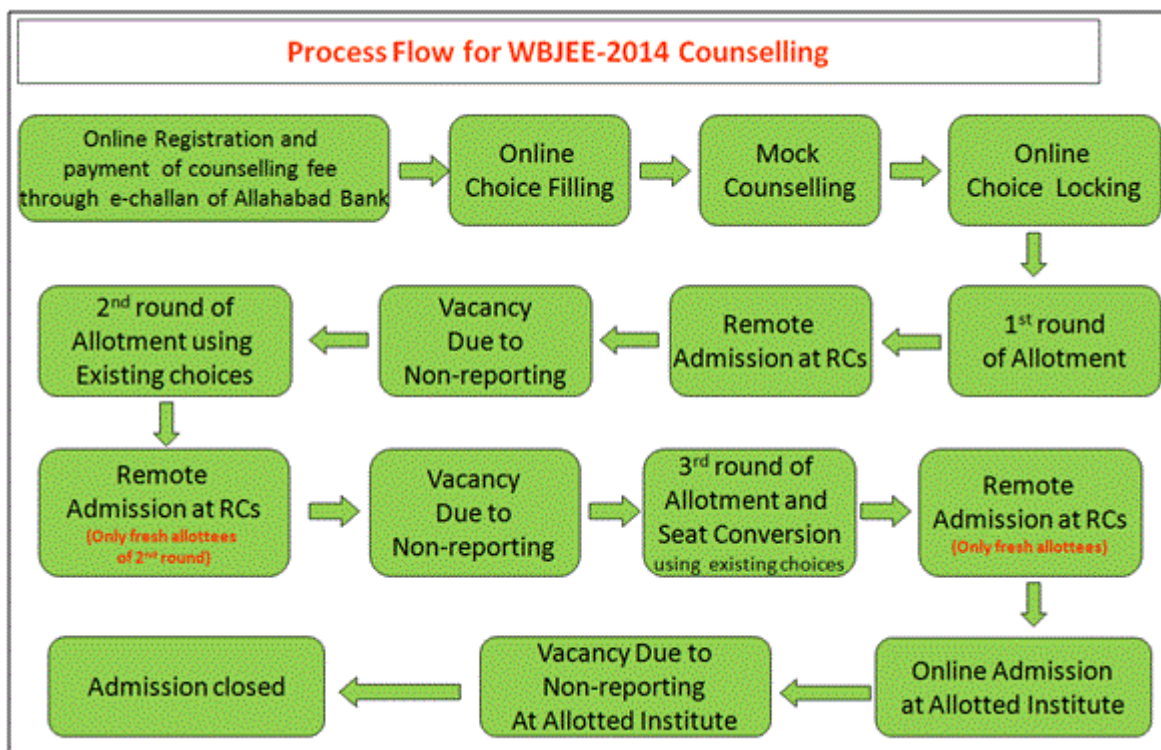 Process Flow for WBJEE-2014 Counselling
Online Registration and
payment of counselling fee
through e-challan of Allahabad Bank
Online
Choice Filling
Mock
Counselling
Online
Choice Locking
1st round
of Allotment
Remote
Admission at RCs
Vacancy
Due to
Non-reporting
2nd round of
Allotment using
Existing choices
Remote
Admission at RCs
(Only fresh allottees
of 2nd round)
Vacancy
Due to
Non-reporting
3rd round of
Allotment and
Seat Conversion
using existing choices
Remote
Admission at RCs
(Only fresh allottees)
Online Admission
at Allotted Institute
Vacancy Due to
Non-reporting
At Allotted Institute
Admission closed